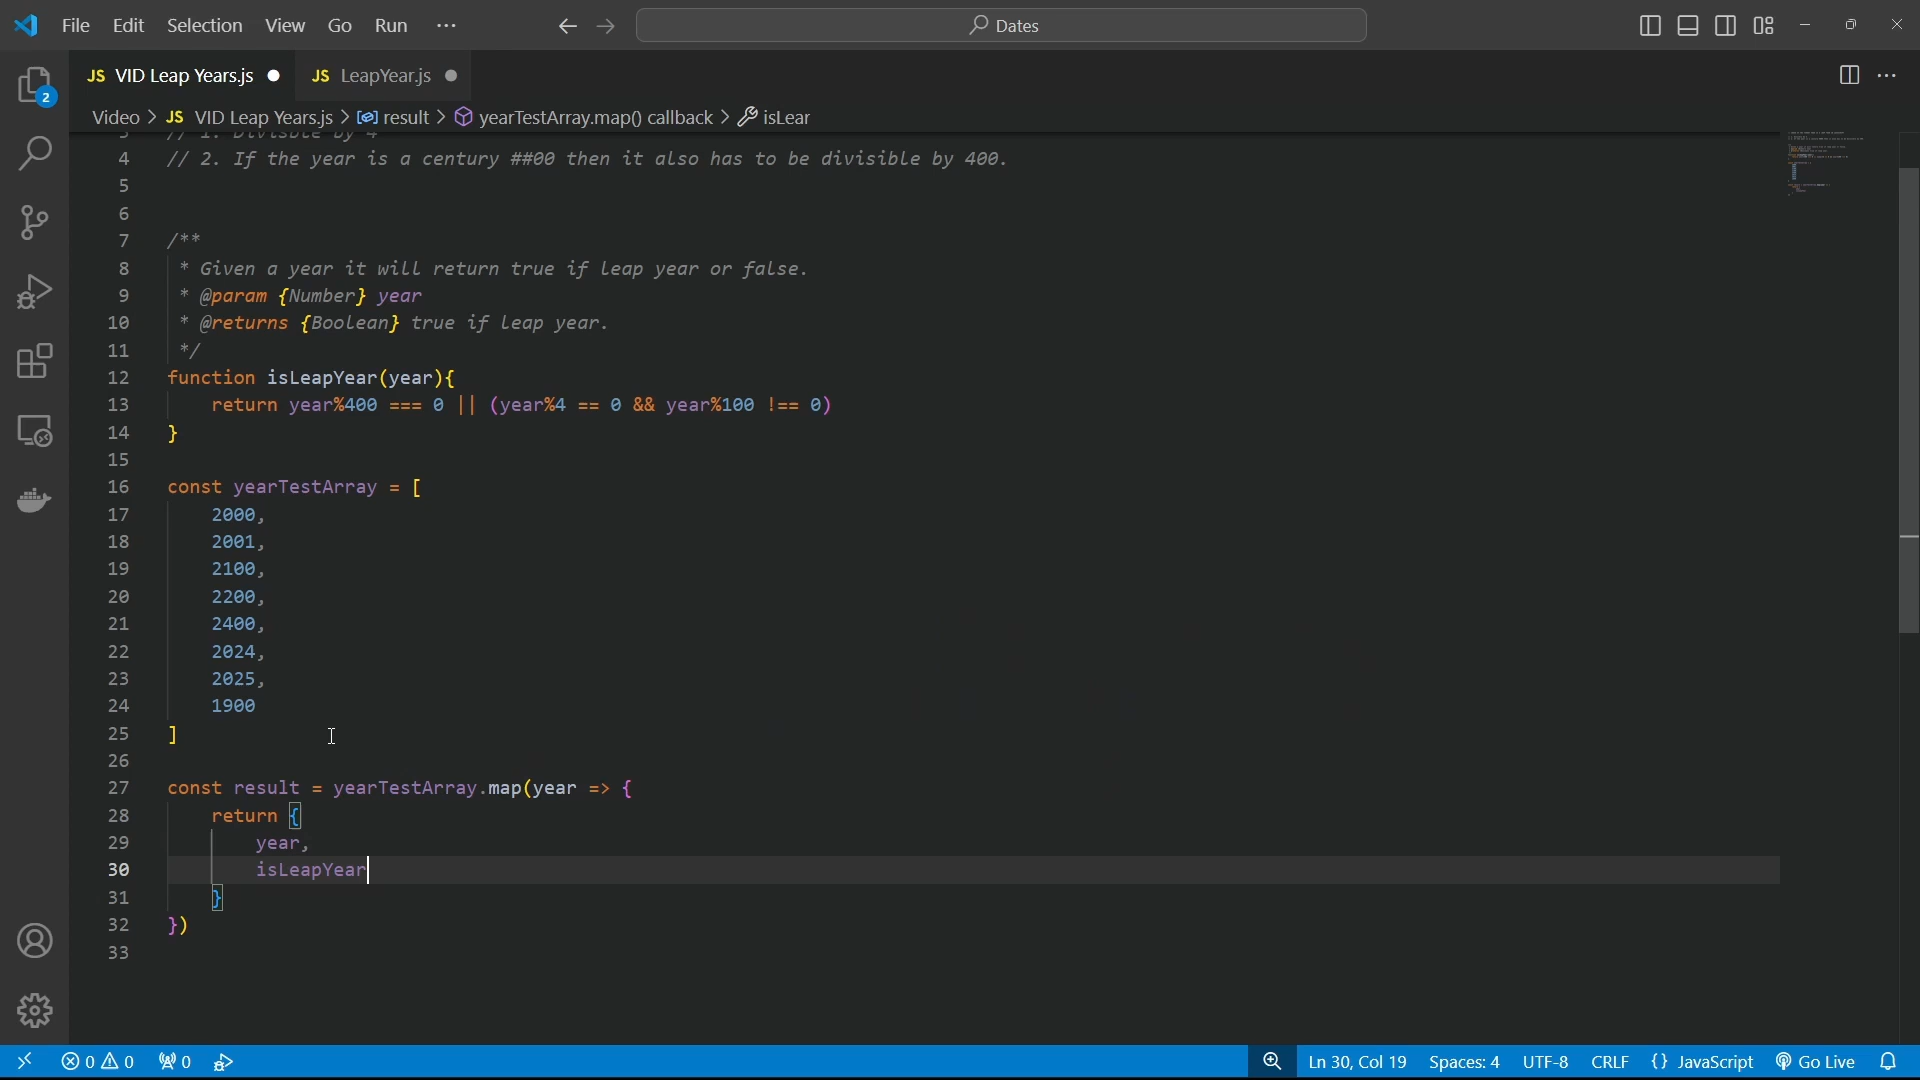 File Edit Selection View Go Run ··· Dates
JS VID Leap Years.js JS LeapYear.js
Video > JS VID Leap Years.js > result > yearTestArray.map() callback > isLear
3 // 1. Divisble by 4
4 // 2. If the year is a century ##00 then it also has to be divisible by 400.
5
6
7 /**
8 * Given a year it will return true if leap year or false.
9 * @param {Number} year
10 * @returns {Boolean} true if leap year.
11 */
12 function isLeapYear(year){
13 return year%400 === 0 || (year%4 == 0 && year%100 !== 0)
14 }
15
16 const yearTestArray = [
17 2000,
18 2001,
19 2100,
20 2200,
21 2400,
22 2024,
23 2025,
24 1900
25 ]
26
27 const result = yearTestArray.map(year => {
28 return {
29 year,
30 isLeapYear
31 }
32 })
33
2
0 0 0 Ln 30, Col 19 Spaces: 4 UTF-8 CRLF {} JavaScript Go Live